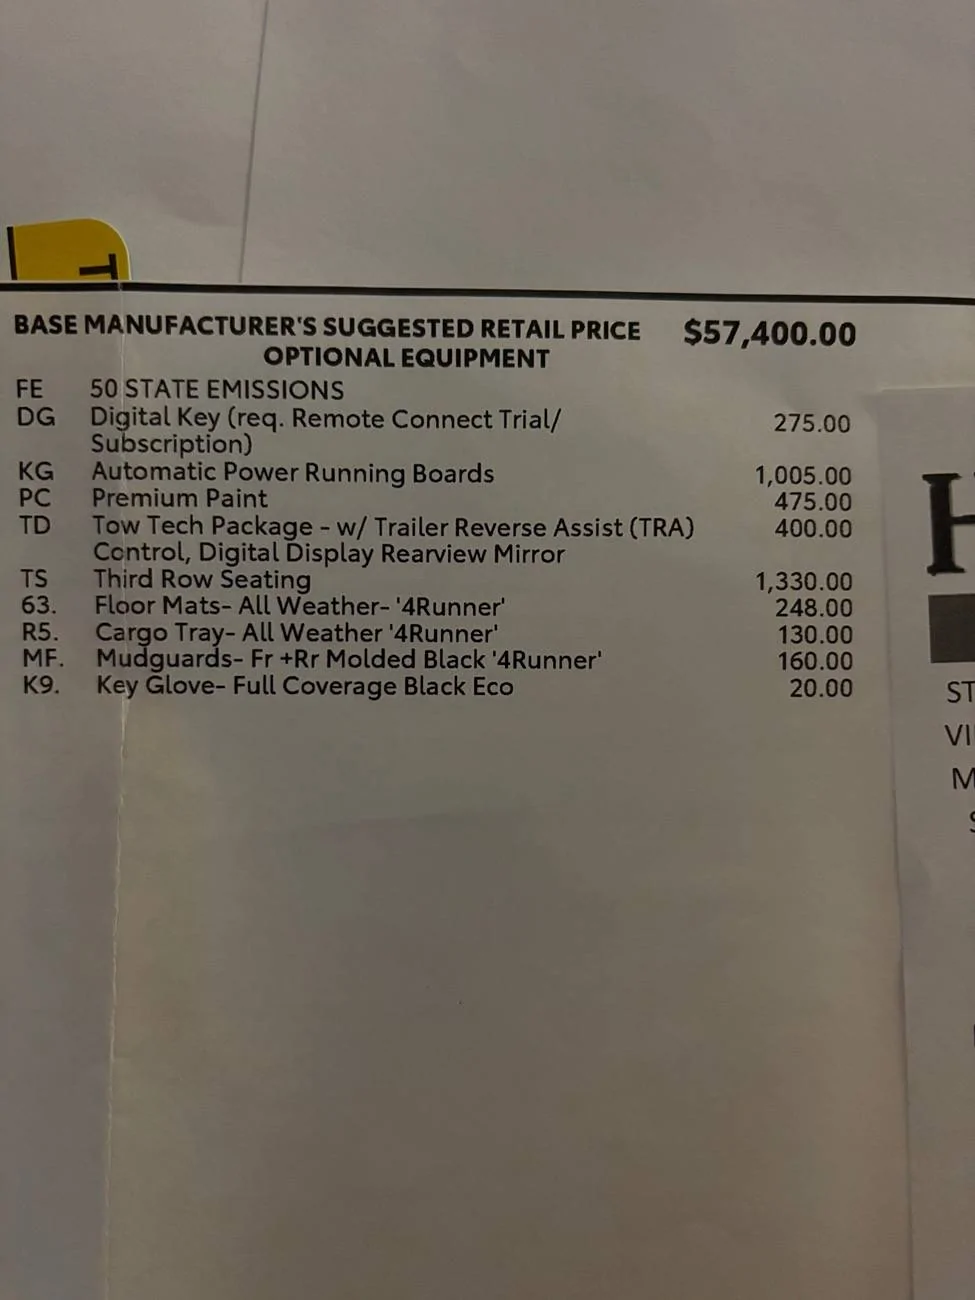 T
BASE MANUFACTURER'S SUGGESTED RETAIL PRICE $57,400.00
OPTIONAL EQUIPMENT
FE 50 STATE EMISSIONS
DG Digital Key (req. Remote Connect Trial/ 275.00
Subscription)
KG Automatic Power Running Boards 1,005.00
PC Premium Paint 475.00
TD Tow Tech Package - w/ Trailer Reverse Assist (TRA) 400.00
Control, Digital Display Rearview Mirror
TS Third Row Seating 1,330.00
63. Floor Mats- All Weather- '4Runner' 248.00
R5. Cargo Tray- All Weather '4Runner' 130.00
MF. Mudguards- Fr +Rr Molded Black '4Runner' 160.00
K9. Key Glove- Full Coverage Black Eco 20.00
H
ST
VI
M